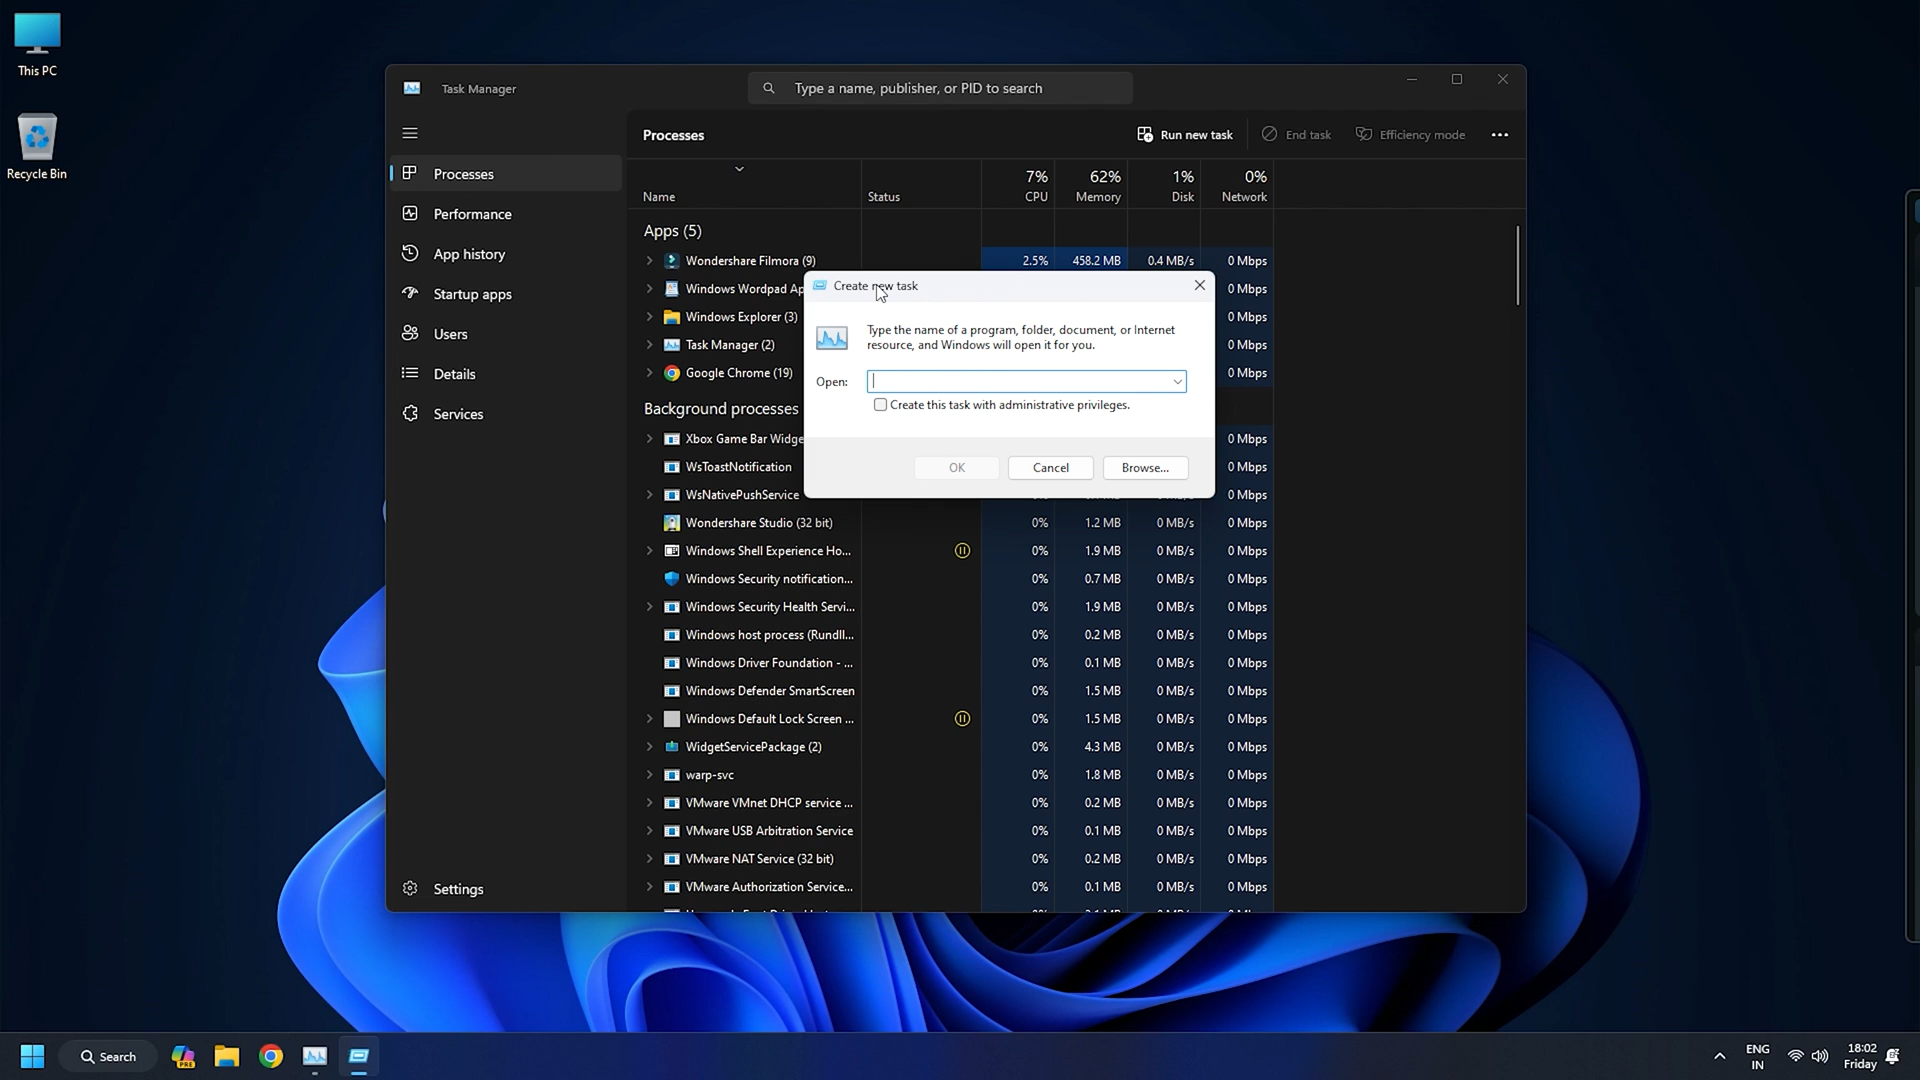 This PC
Recycle Bin
Task Manager
Type a name, publisher, or PID to search
Processes
Performance
App history
Startup apps
Users
Details
Services
Settings
Processes
Run new task
End task
Efficiency mode
Name
Status
7%
CPU
62%
Memory
1%
Disk
0%
Network
Apps (5)
Wondershare Filmora (9) 2.5% 458.2 MB 0.4 MB/s 0 Mbps
Windows Wordpad Ap 0 Mbps
Windows Explorer (3) 0 Mbps
Task Manager (2) 0 Mbps
Google Chrome (19) 0 Mbps
Background processes
Xbox Game Bar Widge 0 Mbps
WsToastNotification 0 Mbps
WsNativePushService 0 Mbps
Wondershare Studio (32 bit) 0% 1.2 MB 0 MB/s 0 Mbps
Windows Shell Experience Ho... 0% 1.9 MB 0 MB/s 0 Mbps
Windows Security notification... 0% 0.7 MB 0 MB/s 0 Mbps
Windows Security Health Servi... 0% 1.9 MB 0 MB/s 0 Mbps
Windows host process (Rundll... 0% 0.2 MB 0 MB/s 0 Mbps
Windows Driver Foundation - ... 0% 0.1 MB 0 MB/s 0 Mbps
Windows Defender SmartScreen 0% 1.5 MB 0 MB/s 0 Mbps
Windows Default Lock Screen ... 0% 1.5 MB 0 MB/s 0 Mbps
WidgetServicePackage (2) 0% 4.3 MB 0 MB/s 0 Mbps
warp-svc 0% 1.8 MB 0 MB/s 0 Mbps
VMware VMnet DHCP service ... 0% 0.2 MB 0 MB/s 0 Mbps
VMware USB Arbitration Service 0% 0.1 MB 0 MB/s 0 Mbps
VMware NAT Service (32 bit) 0% 0.2 MB 0 MB/s 0 Mbps
VMware Authorization Service... 0% 0.1 MB 0 MB/s 0 Mbps
Create new task
Type the name of a program, folder, document, or Internet
resource, and Windows will open it for you.
Open:
Create this task with administrative privileges.
OK
Cancel
Browse...
Search
PRE
ENG
IN
18:02
Friday